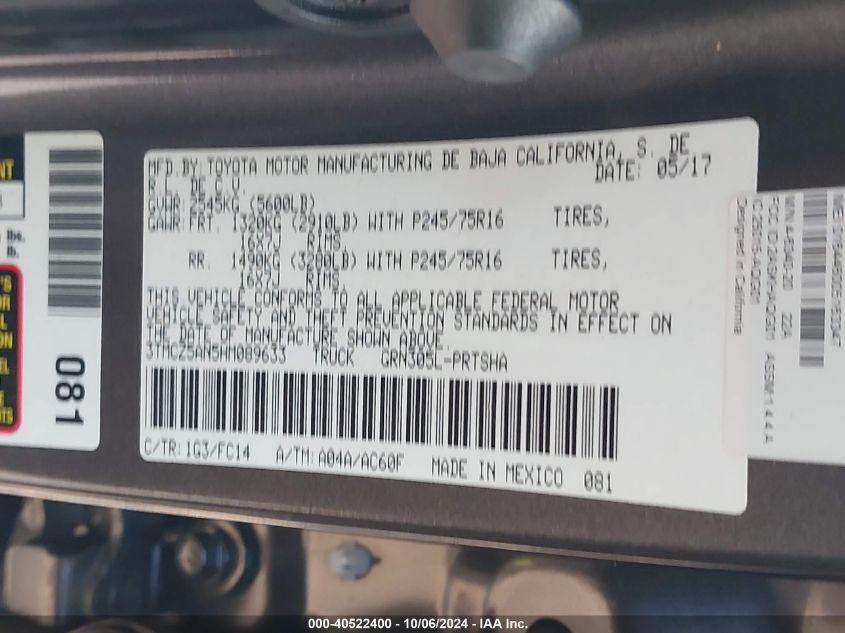 MFD.BY:TOYOTA MOTOR MANUFACTURING DE BAJA CALIFORNIA, S. DE
R.L. DE C.V. DATE: 05/17
GVWR:2545KG (5600LB)
GAWR:FRT. 1320KG (2910LB) WITH P245/75R16 TIRES,
16X7J RIMS
RR. 1490KG (3280LB) WITH P245/75R16 TIRES,
16X7J RIMS
THIS VEHICLE CONFORMS TO ALL APPLICABLE FEDERAL MOTOR
VEHICLE SAFETY AND THEFT PREVENTION STANDARDS IN EFFECT ON
THE DATE OF MANUFACTURE SHOWN ABOVE.
3TMCZ5AN5HM089633 TRUCK GRN305L-PRTSHA
C/TR:1G3/FC14 A/TM:A04A/AC60F MADE IN MEXICO 081
081
lbs.
lb.
Designed in California
ASSM 1444A
000-40522400 - 10/06/2024 - IAA Inc.